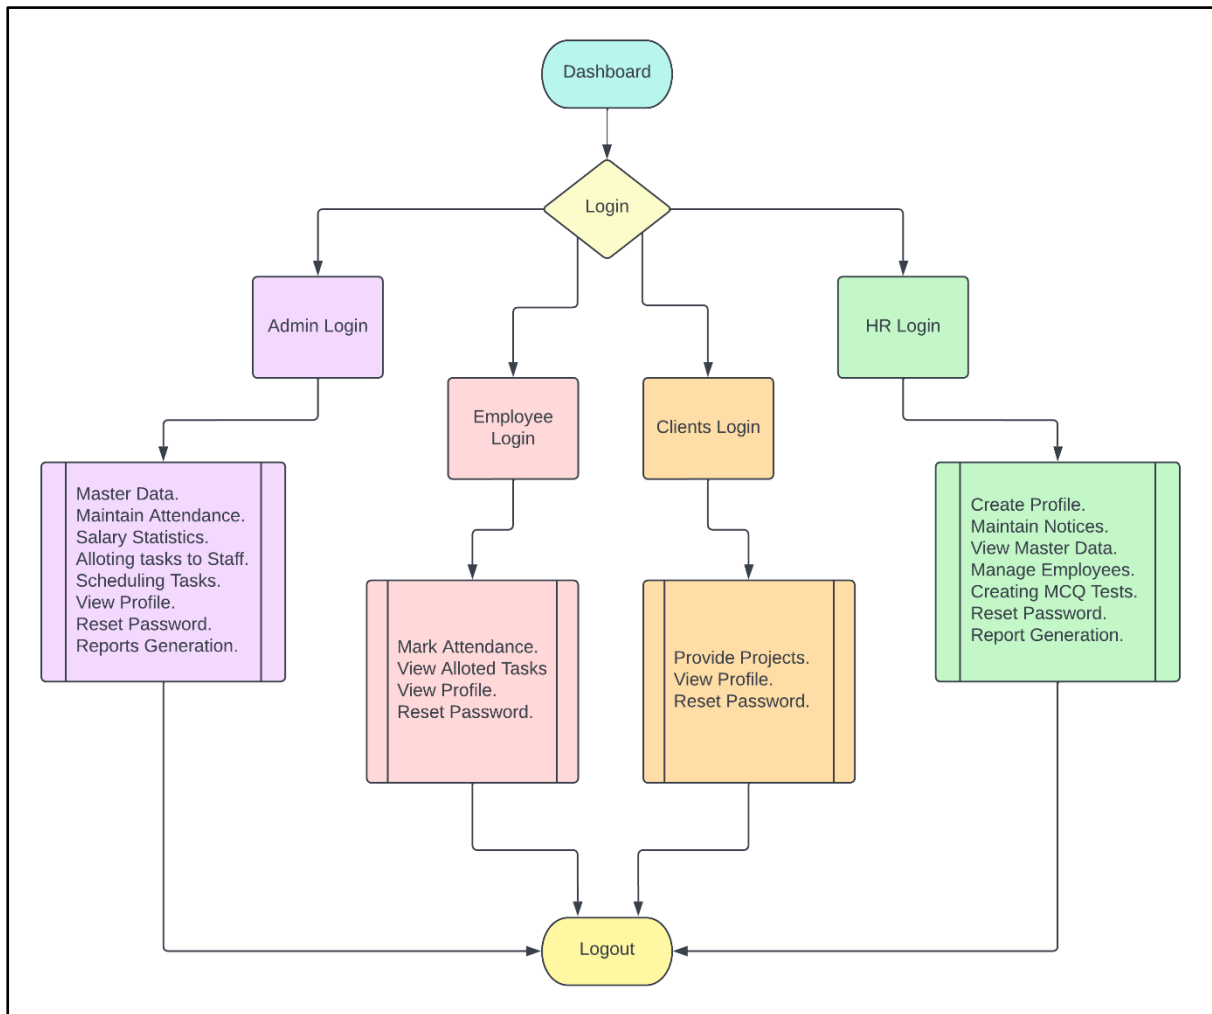 Dashboard
Login
Admin Login
HR Login
Employee
Login
Clients Login
Master Data.
Maintain Attendance.
Salary Statistics.
Alloting tasks to Staff.
Scheduling Tasks.
View Profile.
Reset Password.
Reports Generation.
Mark Attendance.
View Alloted Tasks
View Profile.
Reset Password.
Provide Projects.
View Profile.
Reset Password.
Create Profile.
Maintain Notices.
View Master Data.
Manage Employees.
Creating MCQ Tests.
Reset Password.
Report Generation.
Logout